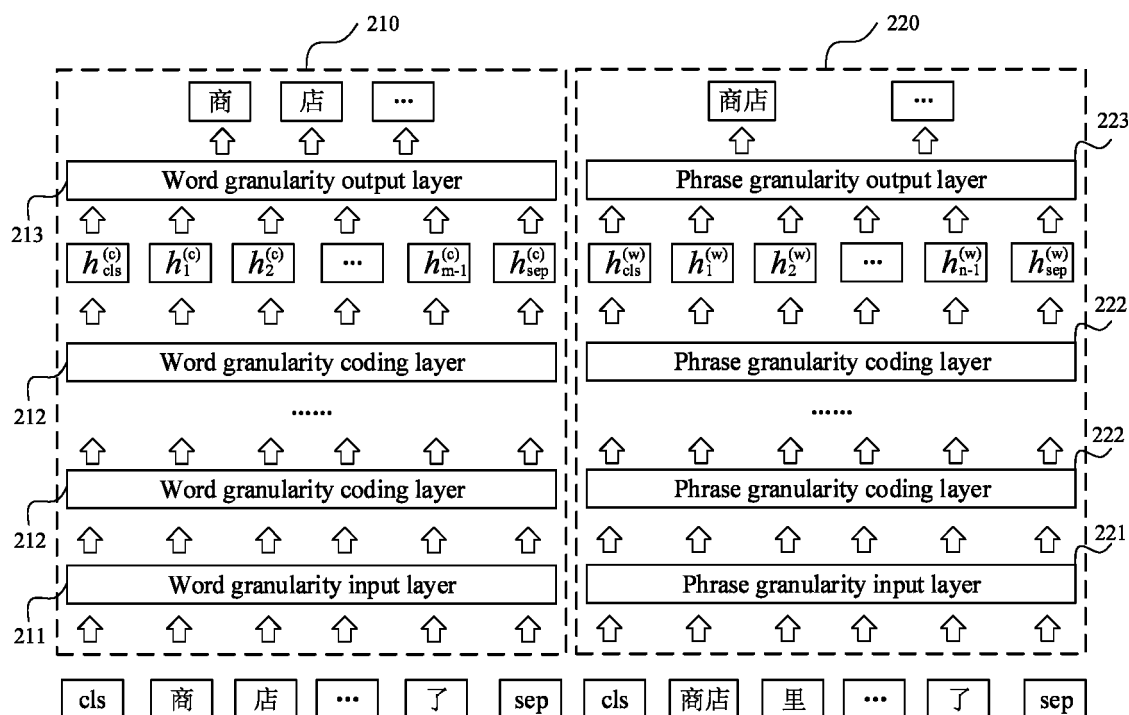 210 220
商 店 ... 商店 ...
223
Word granularity output layer Phrase granularity output layer
213
h_cls^(c) h_1^(c) h_2^(c) ... h_m-1^(c) h_sep^(c) h_cls^(w) h_1^(w) h_2^(w) ... h_n-1^(w) h_sep^(w)
222
Word granularity coding layer Phrase granularity coding layer
212 ...... ......
222
Word granularity coding layer Phrase granularity coding layer
212 221
Word granularity input layer Phrase granularity input layer
211
cls 商 店 ... 了 sep cls 商店 里 ... 了 sep